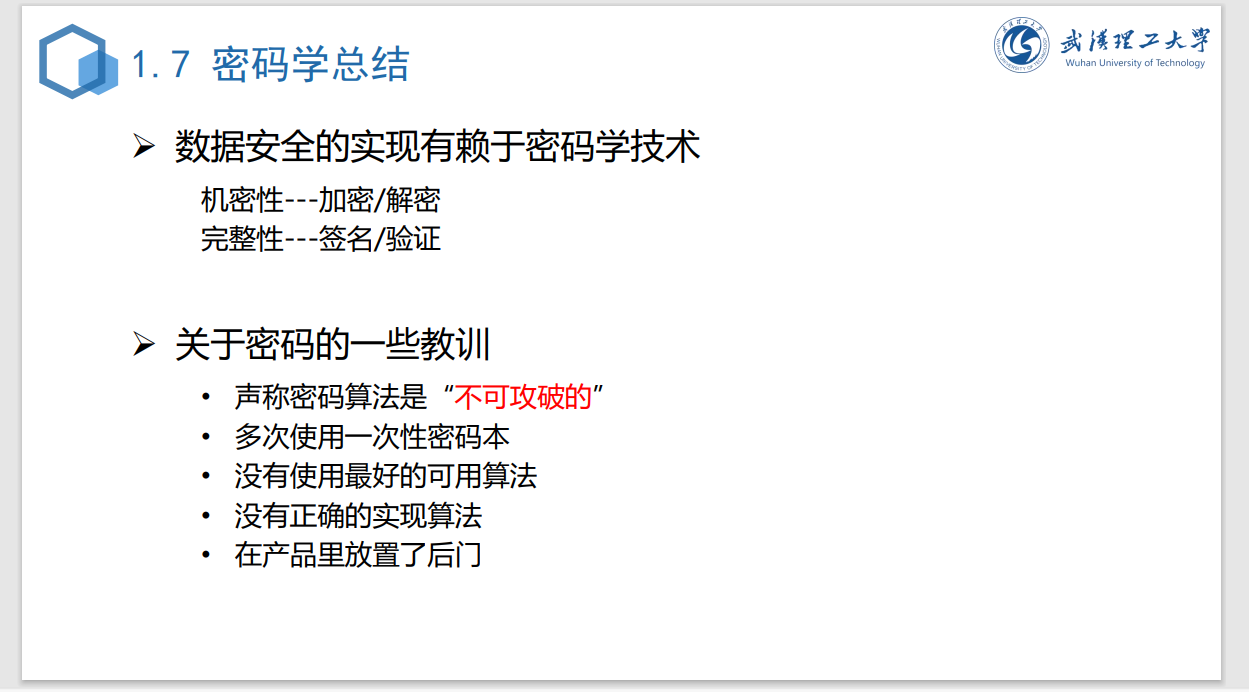 1.7 密码学总结
武汉理工大学
Wuhan University of Technology
➢ 数据安全的实现有赖于密码学技术
机密性---加密/解密
完整性---签名/验证
➢ 关于密码的一些教训
• 声称密码算法是“不可攻破的”
• 多次使用一次性密码本
• 没有使用最好的可用算法
• 没有正确的实现算法
• 在产品里放置了后门